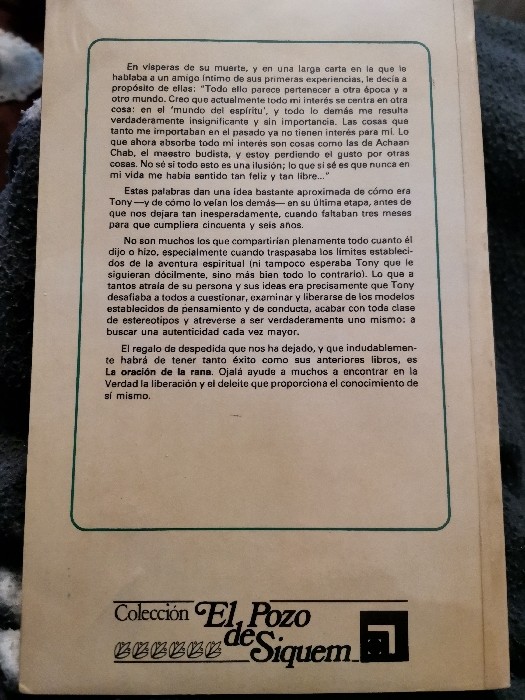 En vísperas de su muerte, y en una larga carta en la que le
hablaba a un amigo íntimo de sus primeras experiencias, le decía a
propósito de ellas: "Todo ello parece pertenecer a otra época y a
otro mundo. Creo que actualmente todo mi interés se centra en otra
cosa: en el 'mundo del espíritu', y todo lo demás me resulta
verdaderamente insignificante y sin importancia. Las cosas que
tanto me importaban en el pasado ya no tienen interés para mí. Lo
que ahora absorbe todo mi interés son cosas como las de Achaan
Chab, el maestro budista, y estoy perdiendo el gusto por otras
cosas. No sé si todo esto es una ilusión; lo que sí sé es que nunca en
mi vida me había sentido tan feliz y tan libre..."
Estas palabras dan una idea bastante aproximada de cómo era
Tony —y de cómo lo veían los demás— en su última etapa, antes de
que nos dejara tan inesperadamente, cuando faltaban tres meses
para que cumpliera cincuenta y seis años.
No son muchos los que compartirían plenamente todo cuanto él
dijo o hizo, especialmente cuando traspasaba los límites estableci-
dos de la aventura espiritual (ni tampoco esperaba Tony que le
siguieran dócilmente, sino más bien todo lo contrario). Lo que a
tantos atraía de su persona y sus ideas era precisamente que Tony
desafiaba a todos a cuestionar, examinar y liberarse de los modelos
establecidos de pensamiento y de conducta, acabar con toda clase
de estereotipos y atreverse a ser verdaderamente uno mismo: a
buscar una autenticidad cada vez mayor.
El regalo de despedida que nos ha dejado, y que indudablemen-
te habrá de tener tanto éxito como sus anteriores libros, es
La oración de la rana. Ojalá ayude a muchos a encontrar en la
Verdad la liberación y el deleite que proporciona el conocimiento de
sí mismo.
Colección El Pozo
de
Siquem